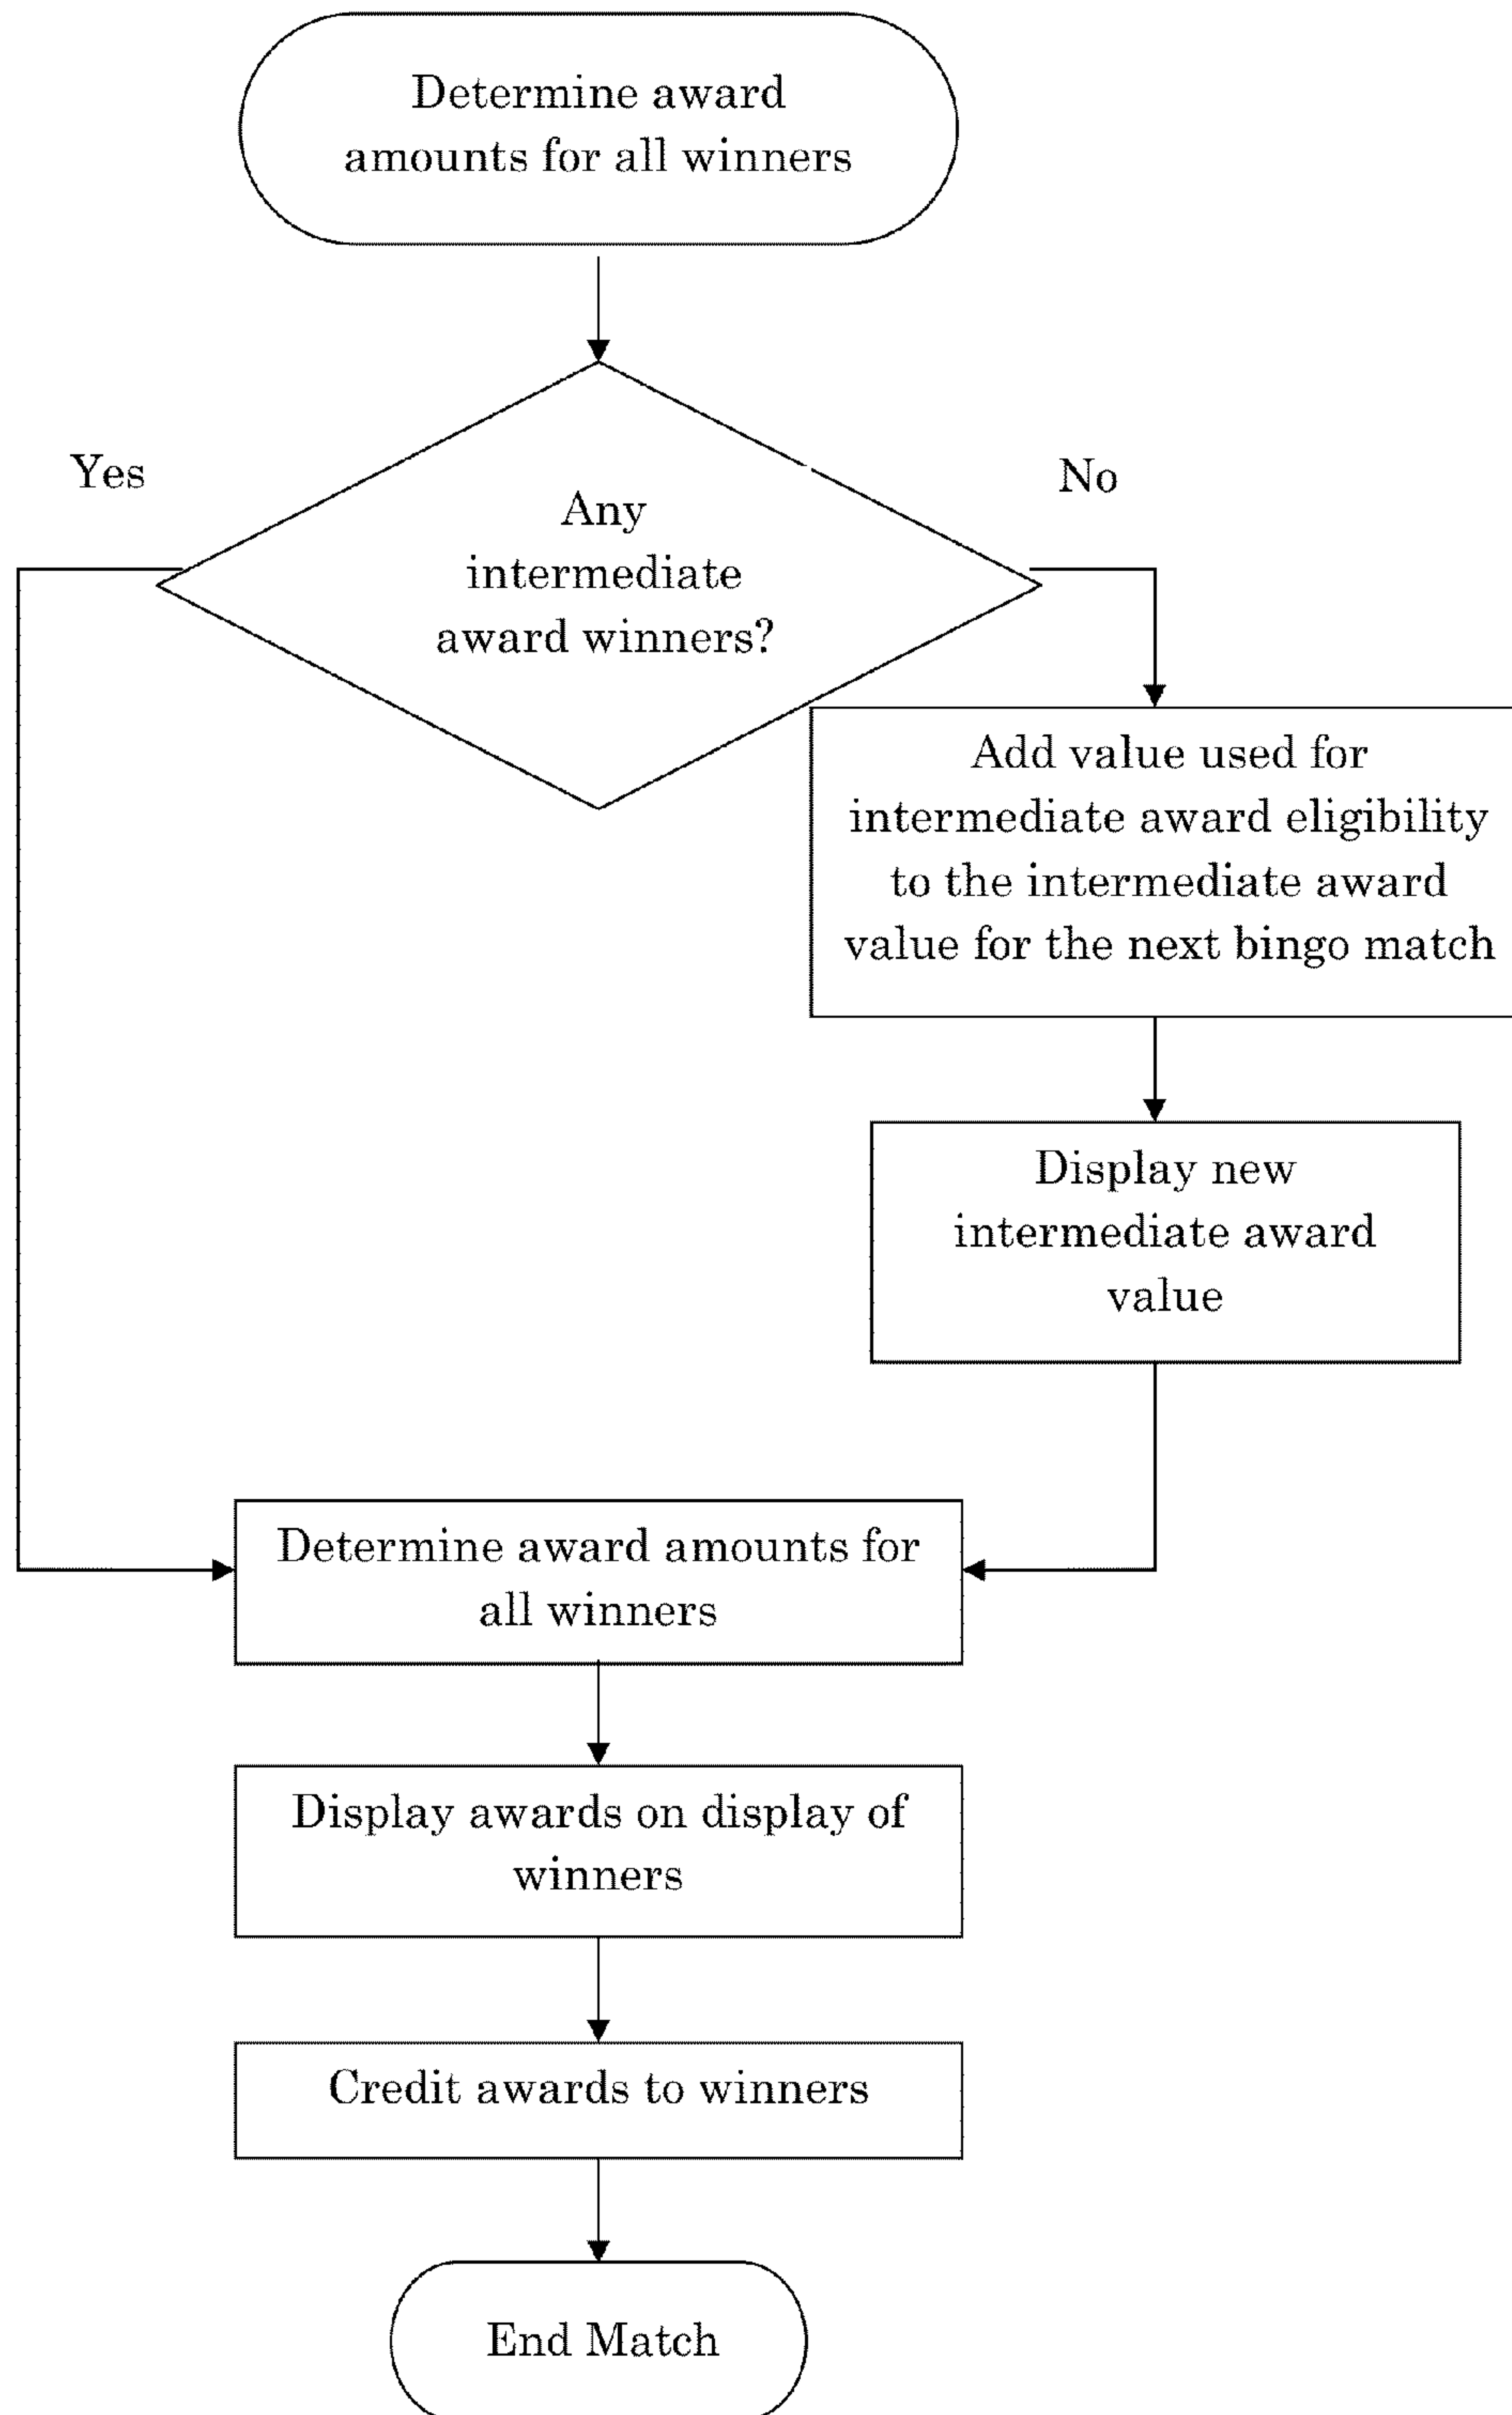 Determine award
amounts for all winners
Yes
No
Any
intermediate
award winners?
Add value used for
intermediate award eligibility
to the intermediate award
value for the next bingo match
Display new
intermediate award
value
Determine award amounts for
all winners
Display awards on display of
winners
Credit awards to winners
End Match